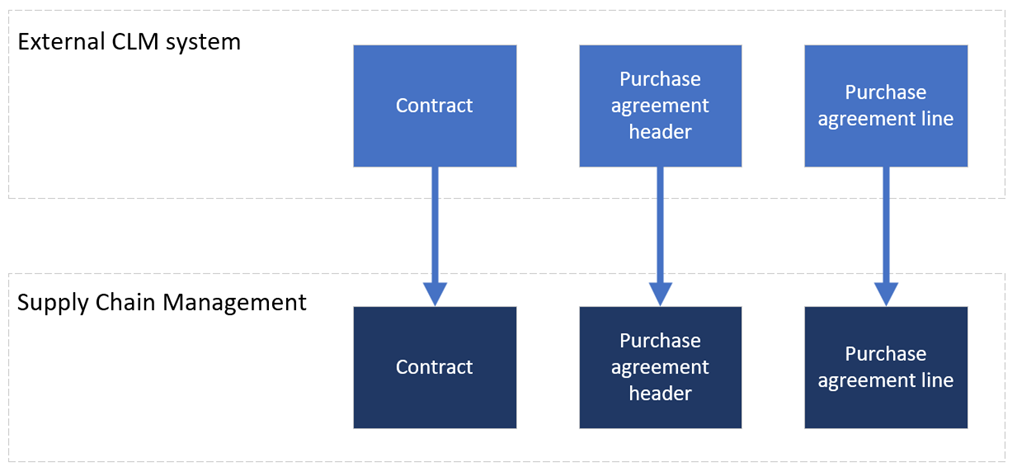 External CLM system
Contract
Purchase
agreement
header
Purchase
agreement line
Supply Chain Management
Contract
Purchase
agreement
header
Purchase
agreement line